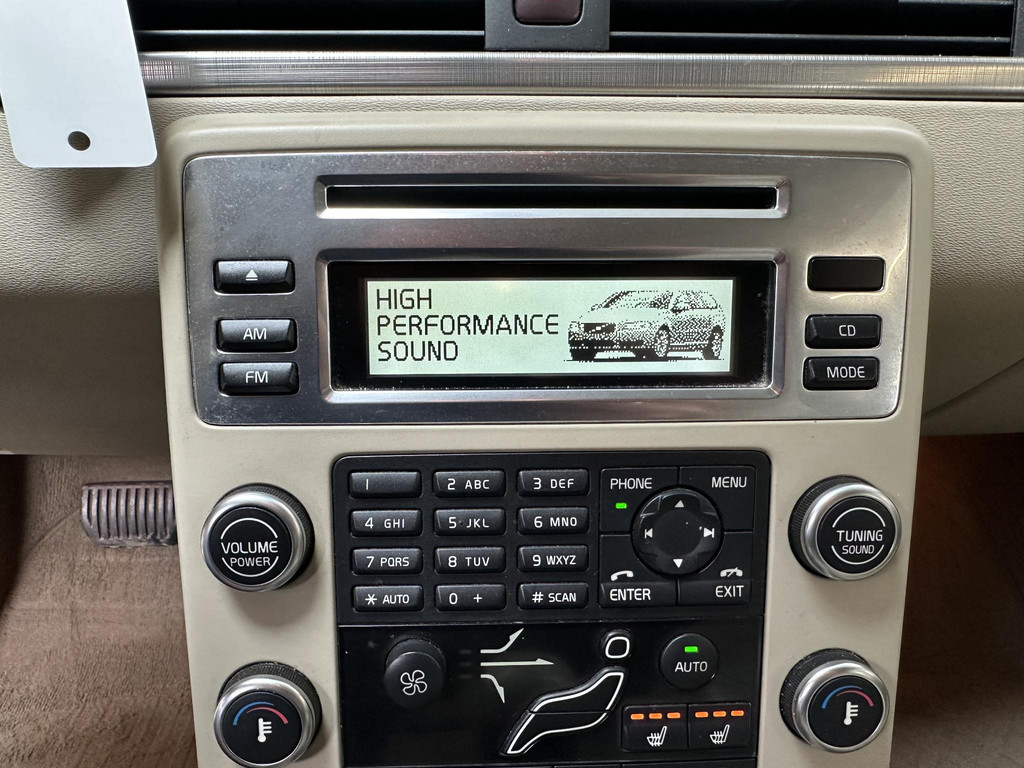 HIGH
PERFORMANCE
SOUND
AM
FM
CD
MODE
1
2 ABC
3 DEF
4 GHI
5 JKL
6 MNO
7 PQRS
8 TUV
9 WXYZ
* AUTO
0 +
# SCAN
PHONE
MENU
ENTER
EXIT
VOLUME
POWER
TUNING
SOUND
AUTO